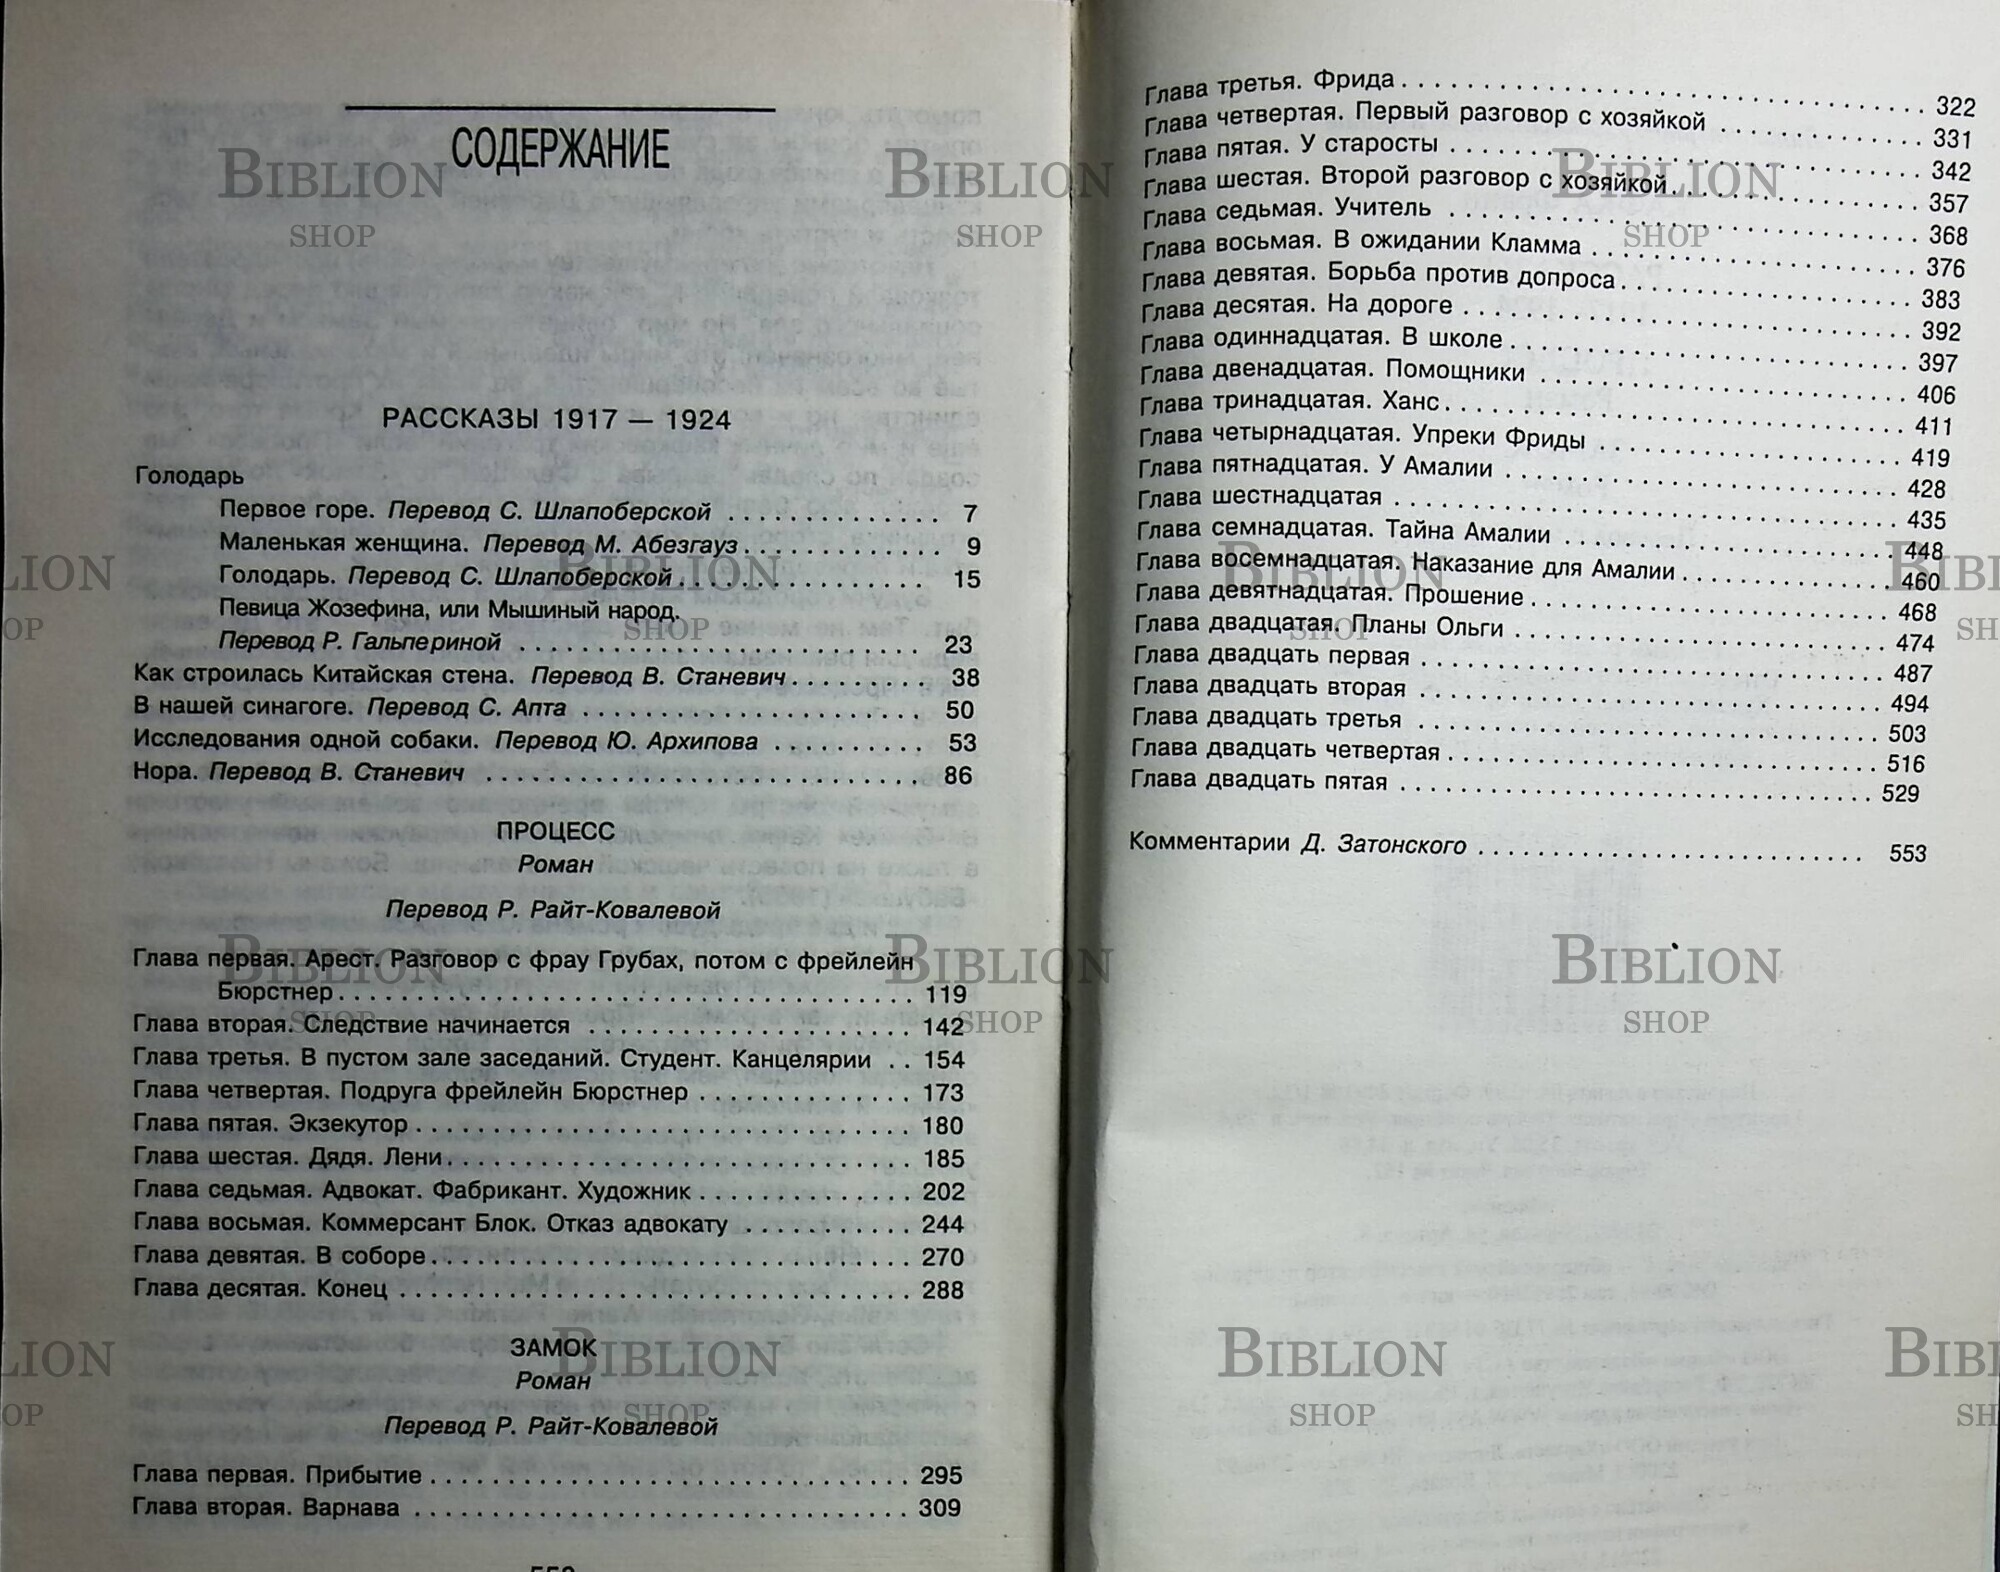 СОДЕРЖАНИЕ
РАССКАЗЫ 1917 — 1924
Голодарь
Первое горе. Перевод С. Шлапоберской . . . . . . . . . . . . . . 7
Маленькая женщина. Перевод М. Абезгауз. . . . . . . . . . . . . 9
Голодарь. Перевод С. Шлапоберской. . . . . . . . . . . . . . . 15
Певица Жозефина, или Мышиный народ.
Перевод Р. Гальпериной . . . . . . . . . . . . . . . . . . . . . . . . . 23
Как строилась Китайская стена. Перевод В. Станевич. . . . . . . . . 38
В нашей синагоге. Перевод С. Апта . . . . . . . . . . . . . . . . . . . . . 50
Исследования одной собаки. Перевод Ю. Архипова . . . . . . . . . 53
Нора. Перевод В. Станевич . . . . . . . . . . . . . . . . . . . . . . . . . . . 86
ПРОЦЕСС
Роман
Перевод Р. Райт-Ковалевой
Глава первая. Арест. Разговор с фрау Грубах, потом с фрейлейн
Бюрстнер. . . . . . . . . . . . . . . . . . . . . . . . . . . . . . . . . . . 119
Глава вторая. Следствие начинается . . . . . . . . . . . . . . . . . . . . 142
Глава третья. В пустом зале заседаний. Студент. Канцелярии . . 154
Глава четвертая. Подруга фрейлейн Бюрстнер . . . . . . . . . . . . . 173
Глава пятая. Экзекутор . . . . . . . . . . . . . . . . . . . . . . . . . . . . . . 180
Глава шестая. Дядя. Лени. . . . . . . . . . . . . . . . . . . . . . . . . . . . 185
Глава седьмая. Адвокат. Фабрикант. Художник . . . . . . . . . . . . . 202
Глава восьмая. Коммерсант Блок. Отказ адвокату . . . . . . . . . . 244
Глава девятая. В соборе. . . . . . . . . . . . . . . . . . . . . . . . . . . . . 270
Глава десятая. Конец . . . . . . . . . . . . . . . . . . . . . . . . . . . . . . . 288
ЗАМОК
Роман
Перевод Р. Райт-Ковалевой
Глава первая. Прибытие . . . . . . . . . . . . . . . . . . . . . . . . . . . . . 295
Глава вторая. Варнава . . . . . . . . . . . . . . . . . . . . . . . . . . . . . . 309
Глава третья. Фрида . . . . . . . . . . . . . . . . . . . . . . . . . . . . . . . 322
Глава четвертая. Первый разговор с хозяйкой . . . . . . . . . . . . . 331
Глава пятая. У старосты . . . . . . . . . . . . . . . . . . . . . . . . . . . . . 342
Глава шестая. Второй разговор с хозяйкой. . . . . . . . . . . . . . . . 357
Глава седьмая. Учитель . . . . . . . . . . . . . . . . . . . . . . . . . . . . . 368
Глава восьмая. В ожидании Кламма . . . . . . . . . . . . . . . . . . . . 376
Глава девятая. Борьба против допроса. . . . . . . . . . . . . . . . . . 383
Глава десятая. На дороге . . . . . . . . . . . . . . . . . . . . . . . . . . . . 392
Глава одиннадцатая. В школе . . . . . . . . . . . . . . . . . . . . . . . . . 397
Глава двенадцатая. Помощники . . . . . . . . . . . . . . . . . . . . . . . 406
Глава тринадцатая. Ханс. . . . . . . . . . . . . . . . . . . . . . . . . . . . . 411
Глава четырнадцатая. Упреки Фриды . . . . . . . . . . . . . . . . . . . 419
Глава пятнадцатая. У Амалии . . . . . . . . . . . . . . . . . . . . . . . . . 428
Глава шестнадцатая . . . . . . . . . . . . . . . . . . . . . . . . . . . . . . . . 435
Глава семнадцатая. Тайна Амалии . . . . . . . . . . . . . . . . . . . . . 448
Глава восемнадцатая. Наказание для Амалии . . . . . . . . . . . . . 460
Глава девятнадцатая. Прошение . . . . . . . . . . . . . . . . . . . . . . . 468
Глава двадцатая. Планы Ольги . . . . . . . . . . . . . . . . . . . . . . . . 474
Глава двадцать первая . . . . . . . . . . . . . . . . . . . . . . . . . . . . . . 487
Глава двадцать вторая . . . . . . . . . . . . . . . . . . . . . . . . . . . . . . 494
Глава двадцать третья . . . . . . . . . . . . . . . . . . . . . . . . . . . . . . 503
Глава двадцать четвертая . . . . . . . . . . . . . . . . . . . . . . . . . . . . 516
Глава двадцать пятая . . . . . . . . . . . . . . . . . . . . . . . . . . . . . . . 529
Комментарии Д. Затонского . . . . . . . . . . . . . . . . . . . . . . . . . . 553
BIBLION
SHOP